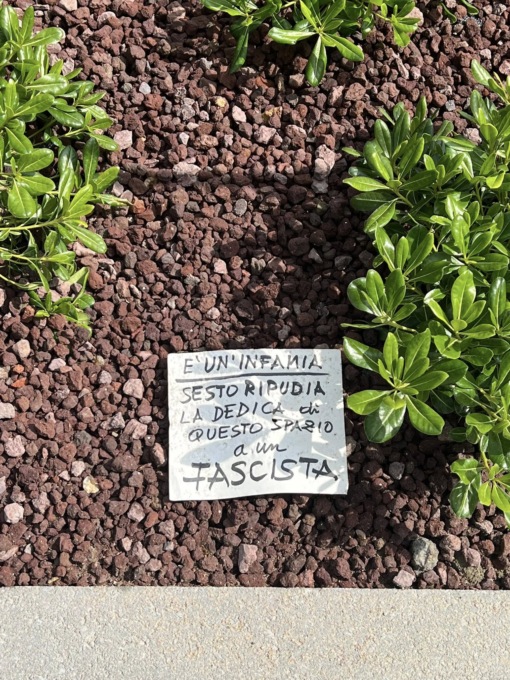 E' UN' INFAMIA
SESTO RIPUDIA
LA DEDICA di
QUESTO SPAZIO
a un
FASCISTA